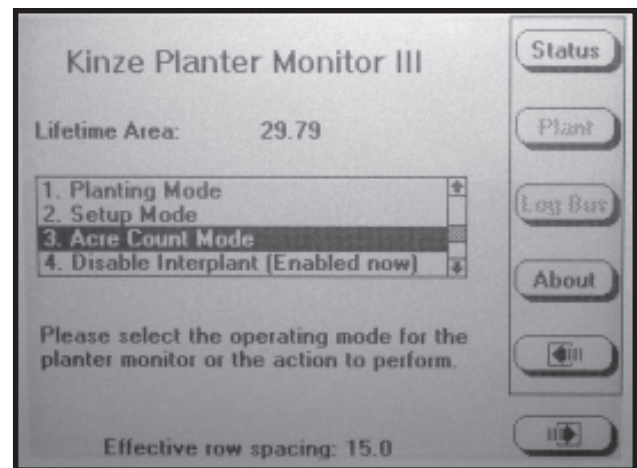 Kinze Planter Monitor III
Lifetime Area: 29.79
1. Planting Mode
2. Setup Mode
3. Acre Count Mode
4. Disable Interplant (Enabled now)
Please select the operating mode for the
planter monitor or the action to perform.
Effective row spacing: 15.0
Status
Plant
Log Bus
About